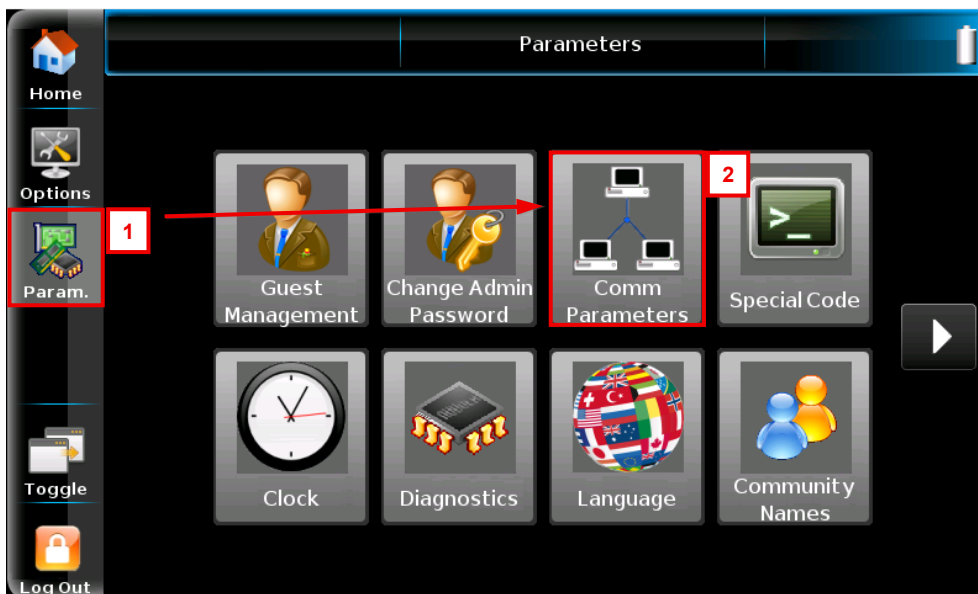 Parameters
Home
Options
Param.
1
2
Guest
Management
Change Admin
Password
Comm
Parameters
Special Code
>_
Clock
Diagnostics
Language
Community
Names
Toggle
Log Out